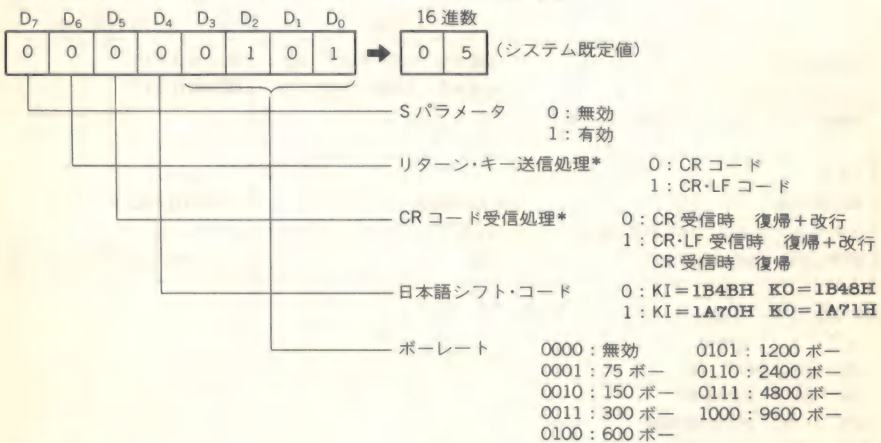 D₇ D₆ D₅ D₄ D₃ D₂ D₁ D₀ 16進数
0 0 0 0 0 1 0 1 ➡ 0 5 (システム既定値)
Sパラメータ 0:無効
1:有効
リターン・キー送信処理* 0:CRコード
1:CR・LFコード
CRコード受信処理* 0:CR受信時 復帰+改行
1:CR・LF受信時 復帰+改行
CR受信時 復帰
日本語シフト・コード 0:KI=1B4BH KO=1B48H
1:KI=1A70H KO=1A71H
ボーレート 0000:無効 0101:1200ボー
0001:75ボー 0110:2400ボー
0010:150ボー 0111:4800ボー
0011:300ボー 1000:9600ボー
0100:600ボー